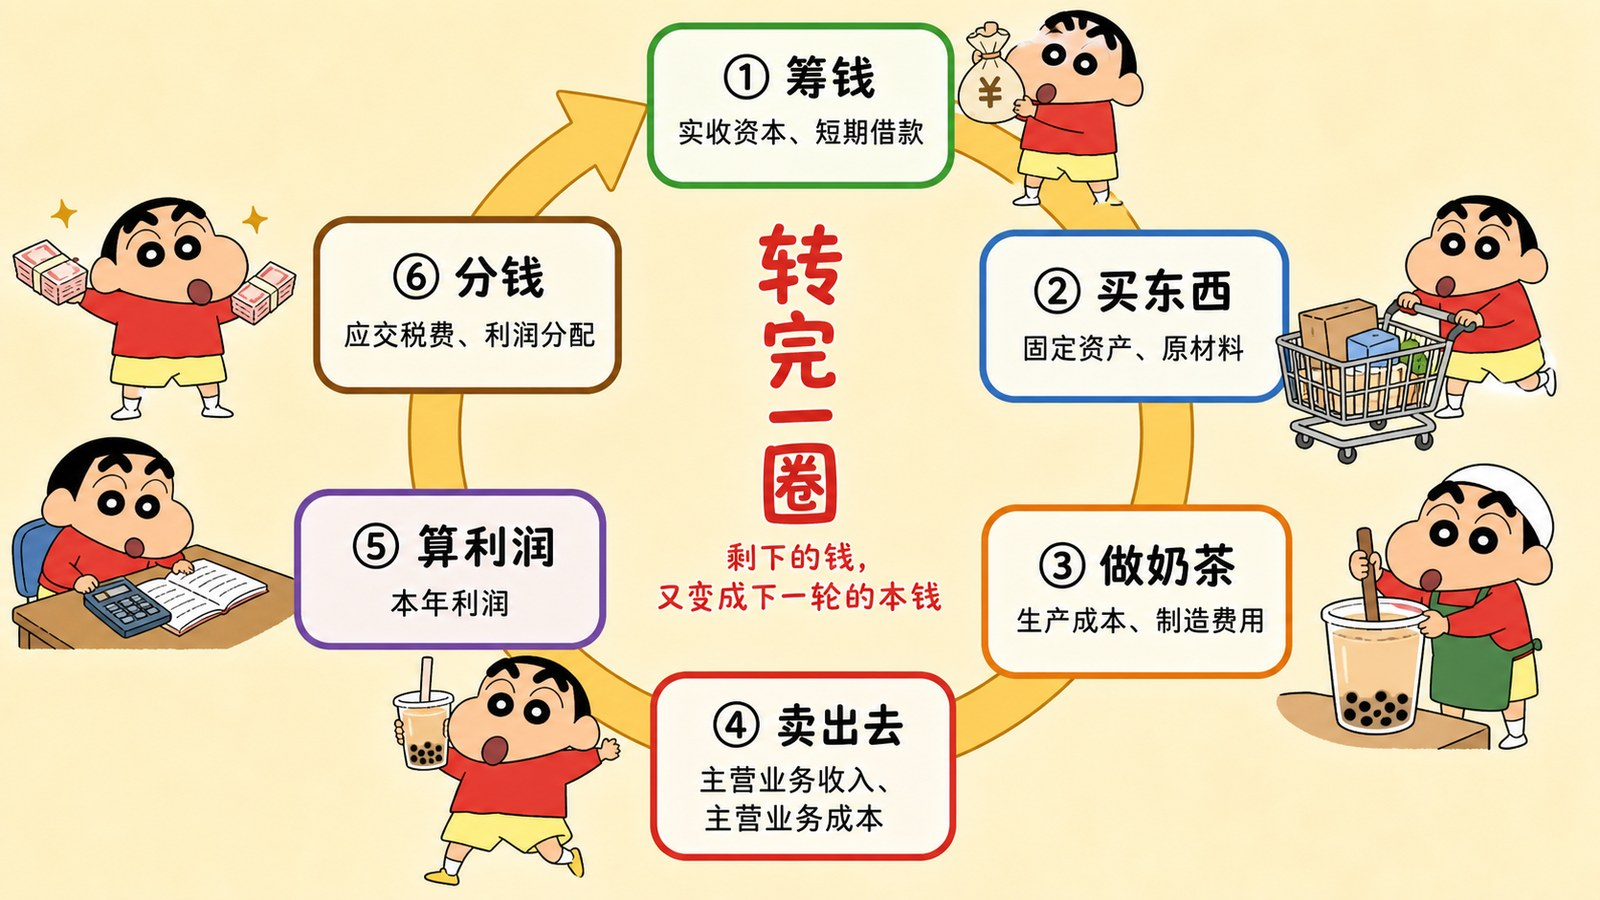 ① 筹钱
实收资本、短期借款
¥
② 买东西
固定资产、原材料
③ 做奶茶
生产成本、制造费用
④ 卖出去
主营业务收入、
主营业务成本
⑤ 算利润
本年利润
⑥ 分钱
应交税费、利润分配
转完一圈
剩下的钱，
又变成下一轮的本钱